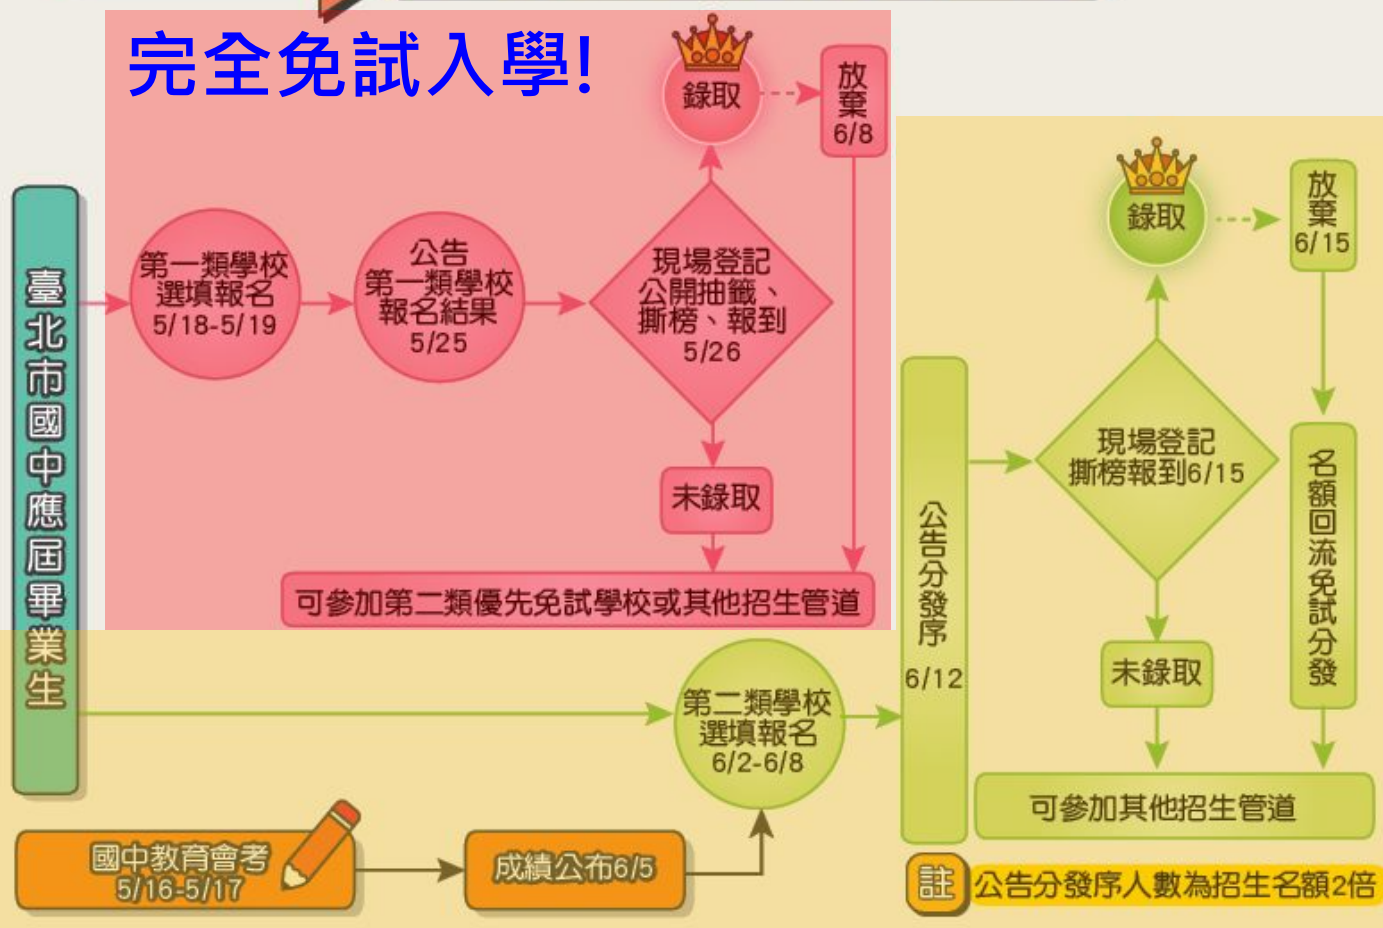 完全免試入學!
臺北市國中應屆畢業生
第一類學校
選填報名
5/18-5/19
公告
第一類學校
報名結果
5/25
現場登記
公開抽籤、
撕榜、報到
5/26
錄取
放棄
6/8
未錄取
可參加第二類優先免試學校或其他招生管道
國中教育會考
5/16-5/17
成績公布6/5
第二類學校
選填報名
6/2-6/8
公告分發序
6/12
現場登記
撕榜報到6/15
錄取
放棄
6/15
名額回流免試分發
未錄取
可參加其他招生管道
註
公告分發序人數為招生名額2倍